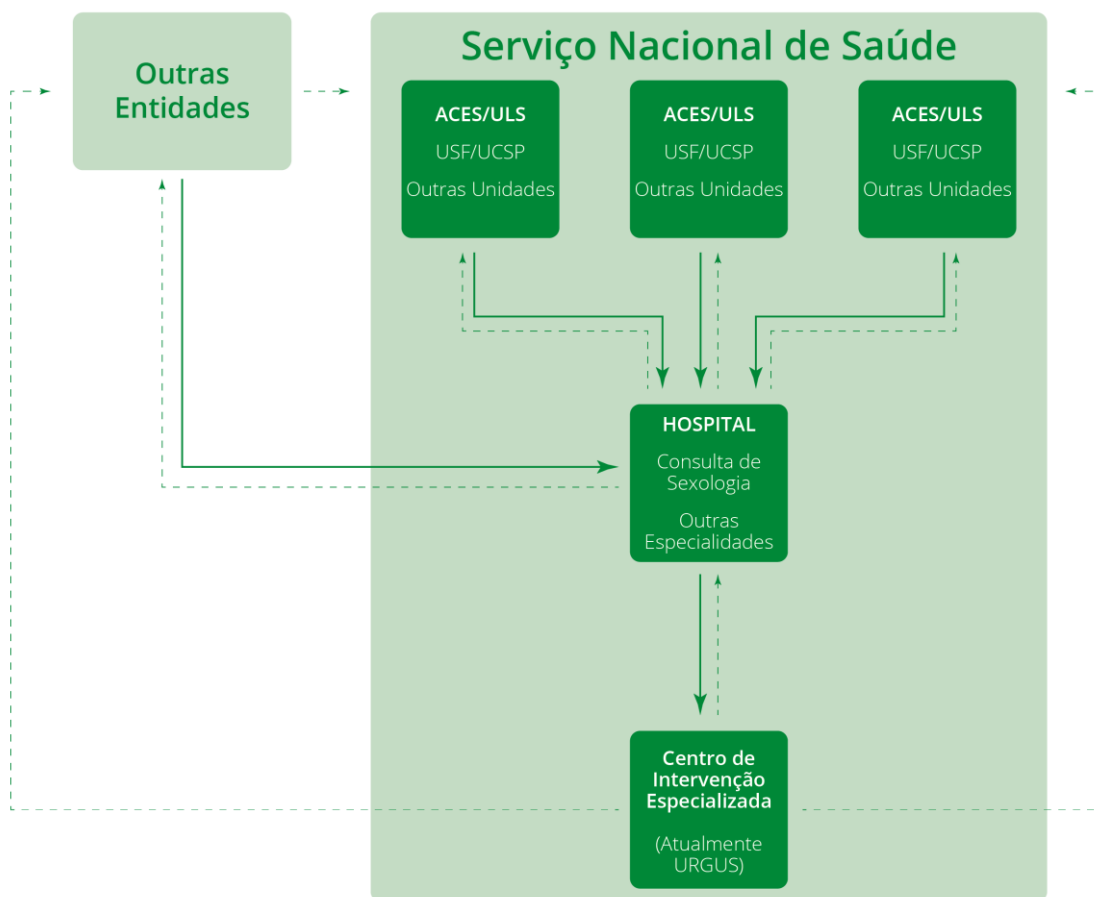 Outras
Entidades
Serviço Nacional de Saúde
ACES/ULS
USF/UCSP
Outras Unidades
ACES/ULS
USF/UCSP
Outras Unidades
ACES/ULS
USF/UCSP
Outras Unidades
HOSPITAL
Consulta de
Sexologia
Outras
Especialidades
Centro de
Intervenção
Especializada
(Atualmente
URGUS)